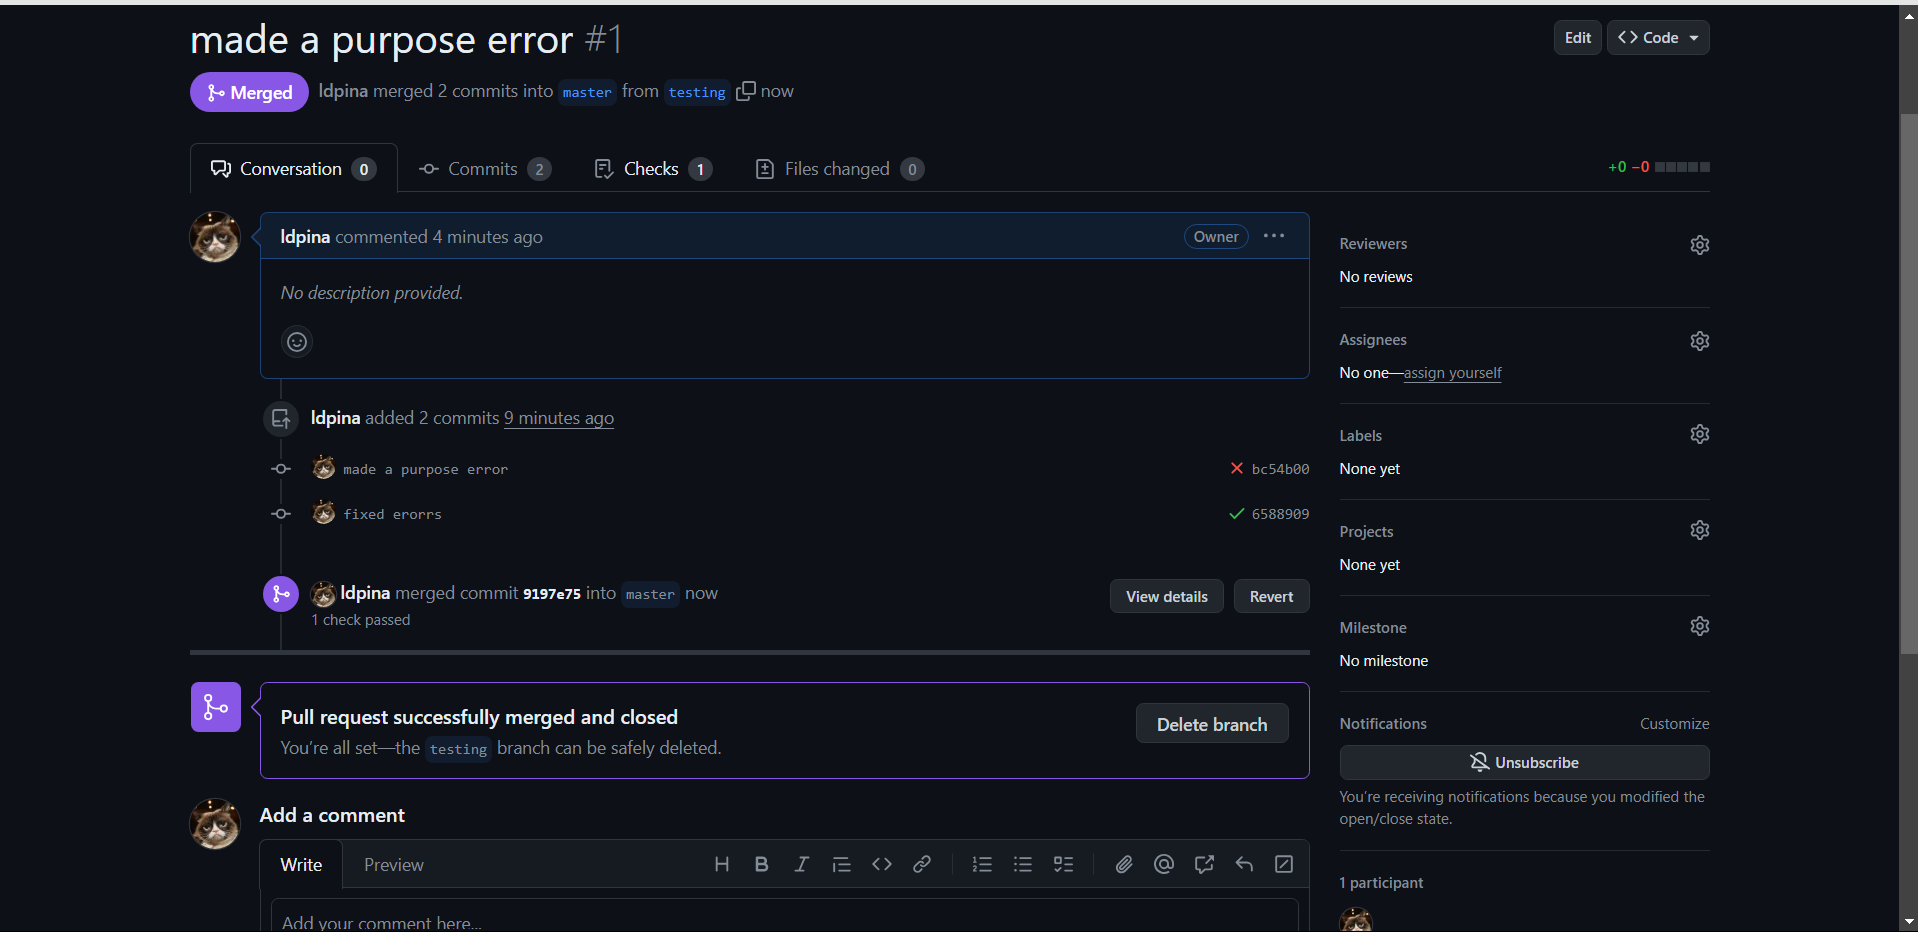 made a purpose error #1
Edit
Code
Merged
ldpina merged 2 commits into master from testing now
Conversation 0
Commits 2
Checks 1
Files changed 0
+0 −0
ldpina commented 4 minutes ago
Owner
No description provided.
ldpina added 2 commits 9 minutes ago
made a purpose error
bc54b00
fixed erorrs
6588909
ldpina merged commit 9197e75 into master now
1 check passed
View details
Revert
Pull request successfully merged and closed
You're all set—the testing branch can be safely deleted.
Delete branch
Add a comment
Write
Preview
Add your comment here...
Reviewers
No reviews
Assignees
No one—assign yourself
Labels
None yet
Projects
None yet
Milestone
No milestone
Notifications
Customize
Unsubscribe
You're receiving notifications because you modified the
open/close state.
1 participant